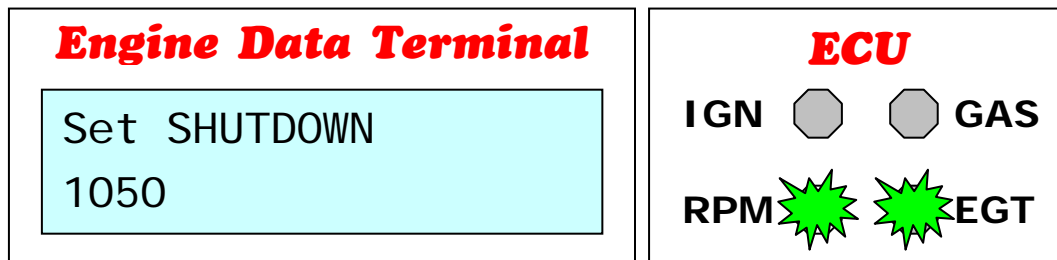 Engine Data Terminal
Set SHUTDOWN
1050
ECU
IGN GAS
RPM EGT